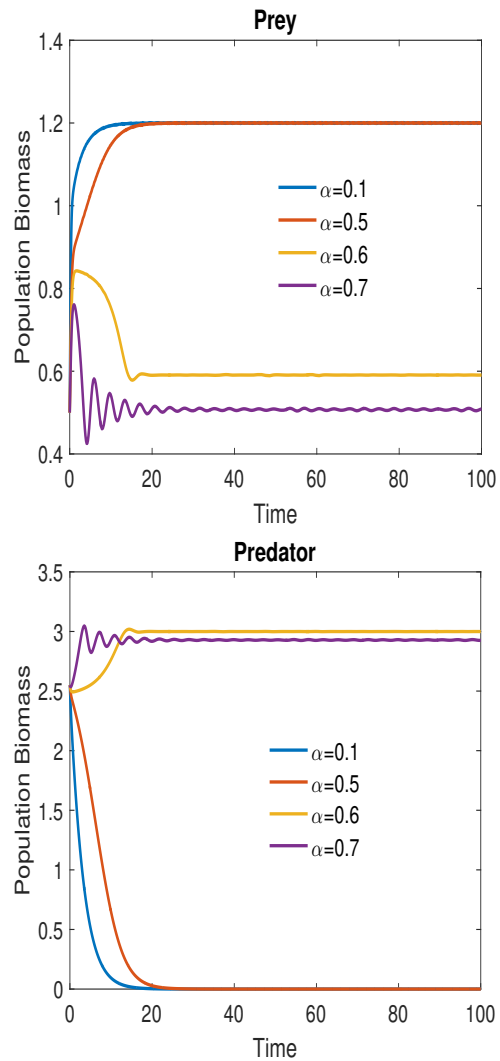 Prey
Population Biomass
1.4
1.2
1
0.8
0.6
0.4
α=0.1
α=0.5
α=0.6
α=0.7
0 20 40 60 80 100
Time
Predator
Population Biomass
3.5
3
2.5
2
1.5
1
0.5
0
α=0.1
α=0.5
α=0.6
α=0.7
0 20 40 60 80 100
Time